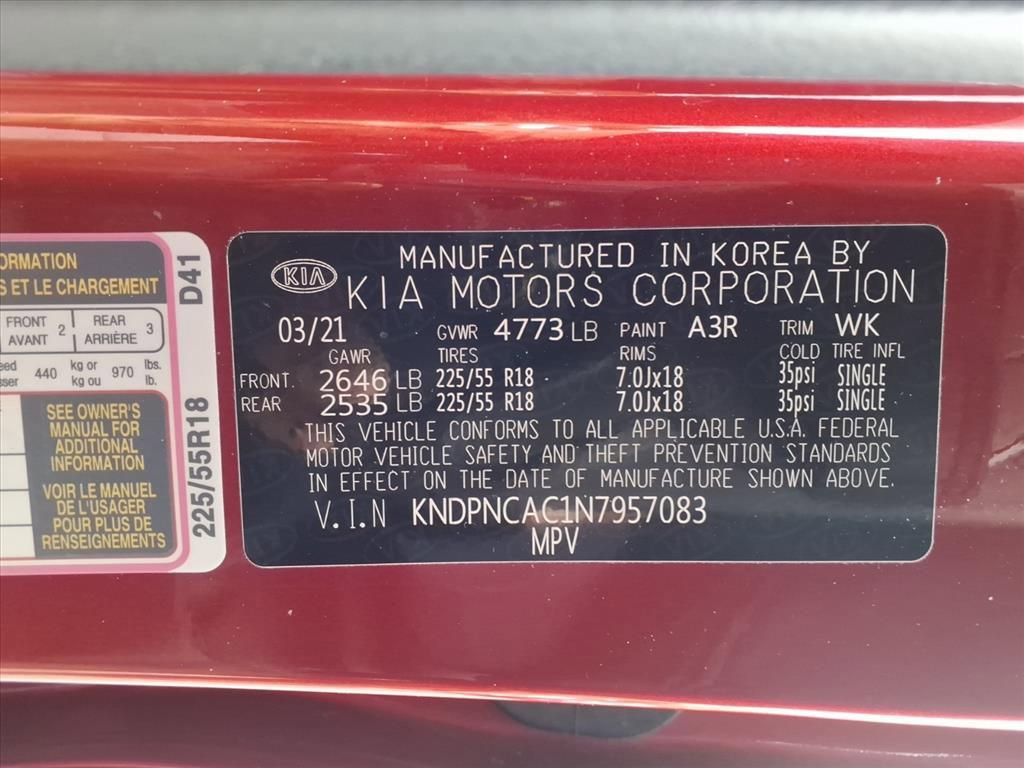 ORMATION
S ET LE CHARGEMENT
FRONT
AVANT 2 REAR
ARRIÈRE 3
440 kg or
kg ou 970 lbs.
lb.
SEE OWNER'S
MANUAL FOR
ADDITIONAL
INFORMATION
VOIR LE MANUEL
DE L'USAGER
POUR PLUS DE
RENSEIGNEMENTS
225/55R18 D41
KIA
MANUFACTURED IN KOREA BY
KIA MOTORS CORPORATION
03/21 GVWR 4773 LB PAINT A3R TRIM WK
GAWR TIRES RIMS COLD TIRE INFL
FRONT. 2646 LB 225/55 R18 7.0Jx18 35psi SINGLE
REAR 2535 LB 225/55 R18 7.0Jx18 35psi SINGLE
THIS VEHICLE CONFORMS TO ALL APPLICABLE U.S.A. FEDERAL
MOTOR VEHICLE SAFETY AND THEFT PREVENTION STANDARDS
IN EFFECT ON THE DATE OF MANUFACTURE SHOWN ABOVE.
V.I.N KNDPNCAC1N7957083
MPV